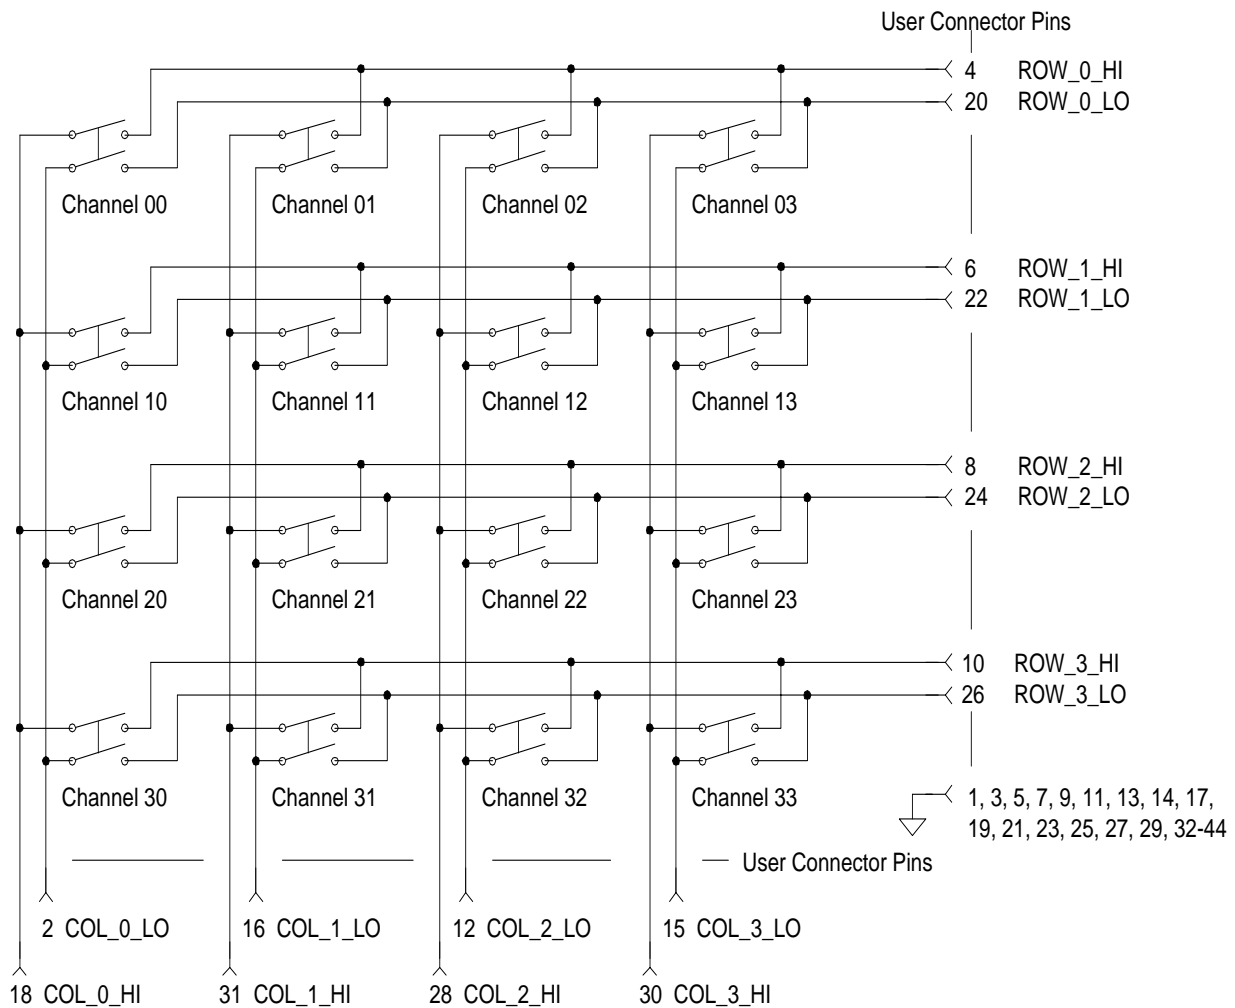 User Connector Pins
4 ROW_0_HI
20 ROW_0_LO
Channel 00 Channel 01 Channel 02 Channel 03
6 ROW_1_HI
22 ROW_1_LO
Channel 10 Channel 11 Channel 12 Channel 13
8 ROW_2_HI
24 ROW_2_LO
Channel 20 Channel 21 Channel 22 Channel 23
10 ROW_3_HI
26 ROW_3_LO
Channel 30 Channel 31 Channel 32 Channel 33
1, 3, 5, 7, 9, 11, 13, 14, 17,
19, 21, 23, 25, 27, 29, 32-44
User Connector Pins
2 COL_0_LO 16 COL_1_LO 12 COL_2_LO 15 COL_3_LO
18 COL_0_HI 31 COL_1_HI 28 COL_2_HI 30 COL_3_HI